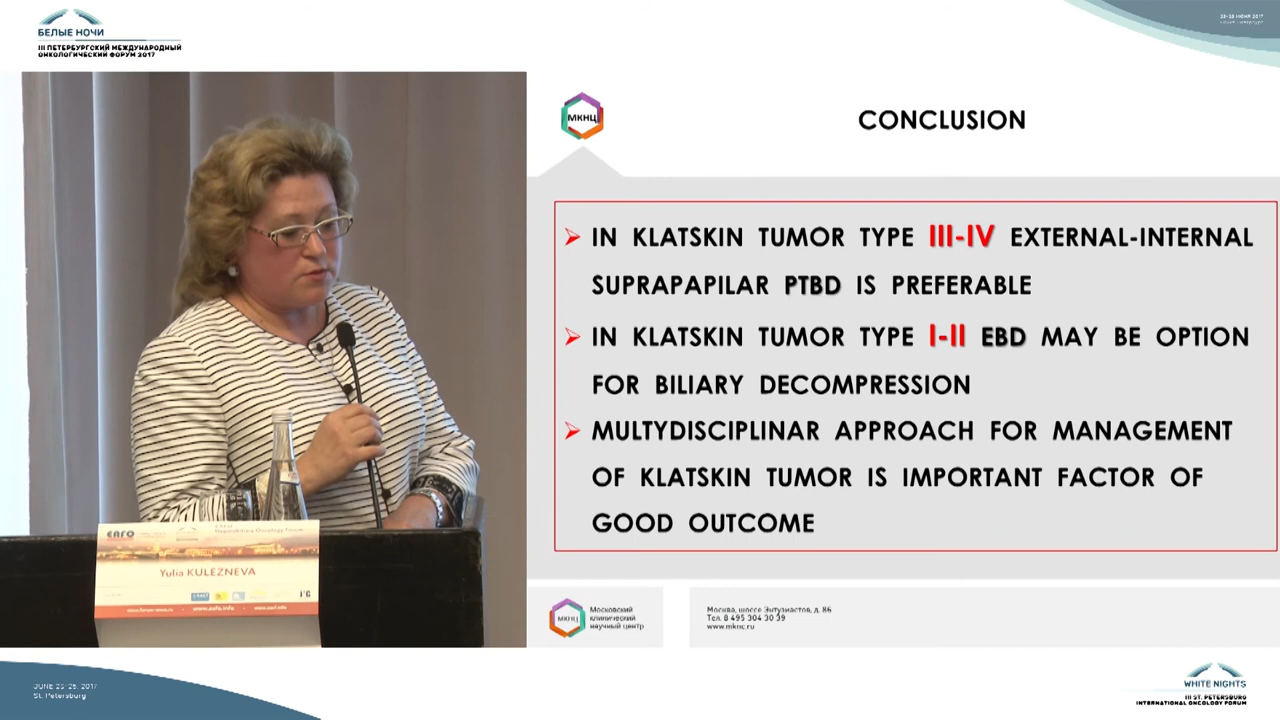 БЕЛЫЕ НОЧИ
III ПЕТЕРБУРГСКИЙ МЕЖДУНАРОДНЫЙ
ОНКОЛОГИЧЕСКИЙ ФОРУМ 2017
МКНЦ
CONCLUSION
IN KLATSKIN TUMOR TYPE III-IV EXTERNAL-INTERNAL
SUPRAPAPILAR PTBD IS PREFERABLE
IN KLATSKIN TUMOR TYPE I-II EBD MAY BE OPTION
FOR BILIARY DECOMPRESSION
MULTYDISCIPLINAR APPROACH FOR MANAGEMENT
OF KLATSKIN TUMOR IS IMPORTANT FACTOR OF
GOOD OUTCOME
Yulia KULEZNEVA
www.eafo.info
МКНЦ
Московский
клинический
научный центр
Москва, шоссе Энтузиастов, д. 86
Тел. 8 495 304 30 39
www.mknc.ru
St. Petersburg
WHITE NIGHTS
III ST. PETERSBURG
INTERNATIONAL ONCOLOGY FORUM